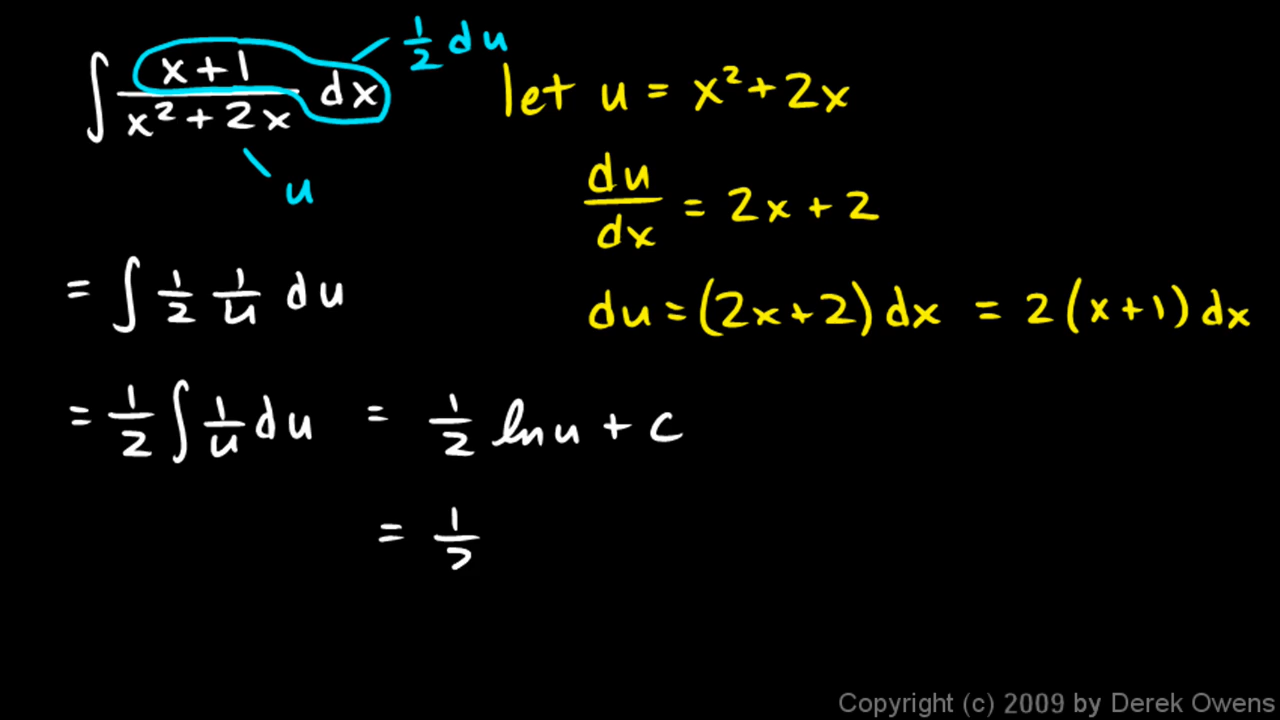 ∫ (x+1)/(x²+2x) dx
½ du
u
let u = x²+2x
du/dx = 2x+2
du = (2x+2) dx = 2(x+1) dx
= ∫ ½ 1/u du
= ½ ∫ 1/u du = ½ ln u + c
= 1/2
Copyright (c) 2009 by Derek Owens